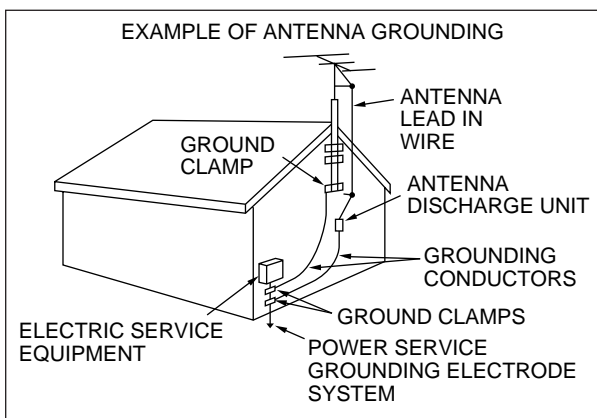 EXAMPLE OF ANTENNA GROUNDING
ANTENNA
LEAD IN
WIRE
GROUND
CLAMP
ANTENNA
DISCHARGE UNIT
GROUNDING
CONDUCTORS
GROUND CLAMPS
ELECTRIC SERVICE
EQUIPMENT
POWER SERVICE
GROUNDING ELECTRODE
SYSTEM